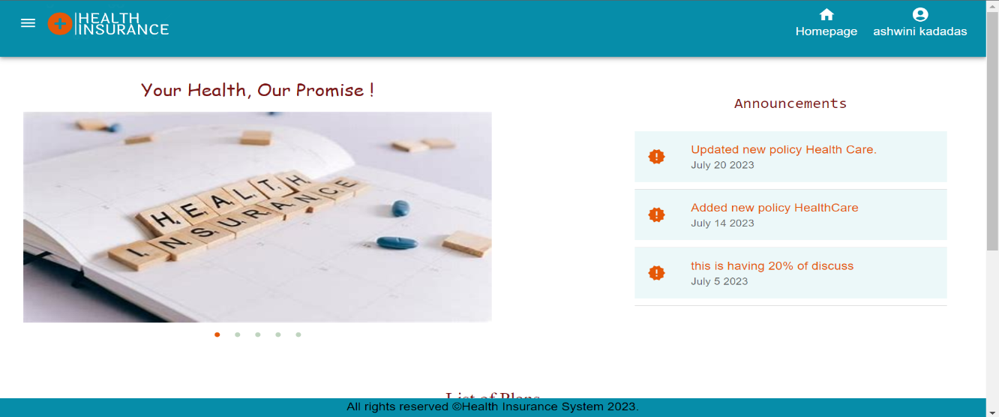 HEALTH
INSURANCE
Homepage
ashwini kadadas
Your Health, Our Promise !
HEALTH
INSURANCE
Announcements
Updated new policy Health Care.
July 20 2023
Added new policy HealthCare
July 14 2023
this is having 20% of discuss
July 5 2023
List of Plans
All rights reserved ©Health Insurance System 2023.